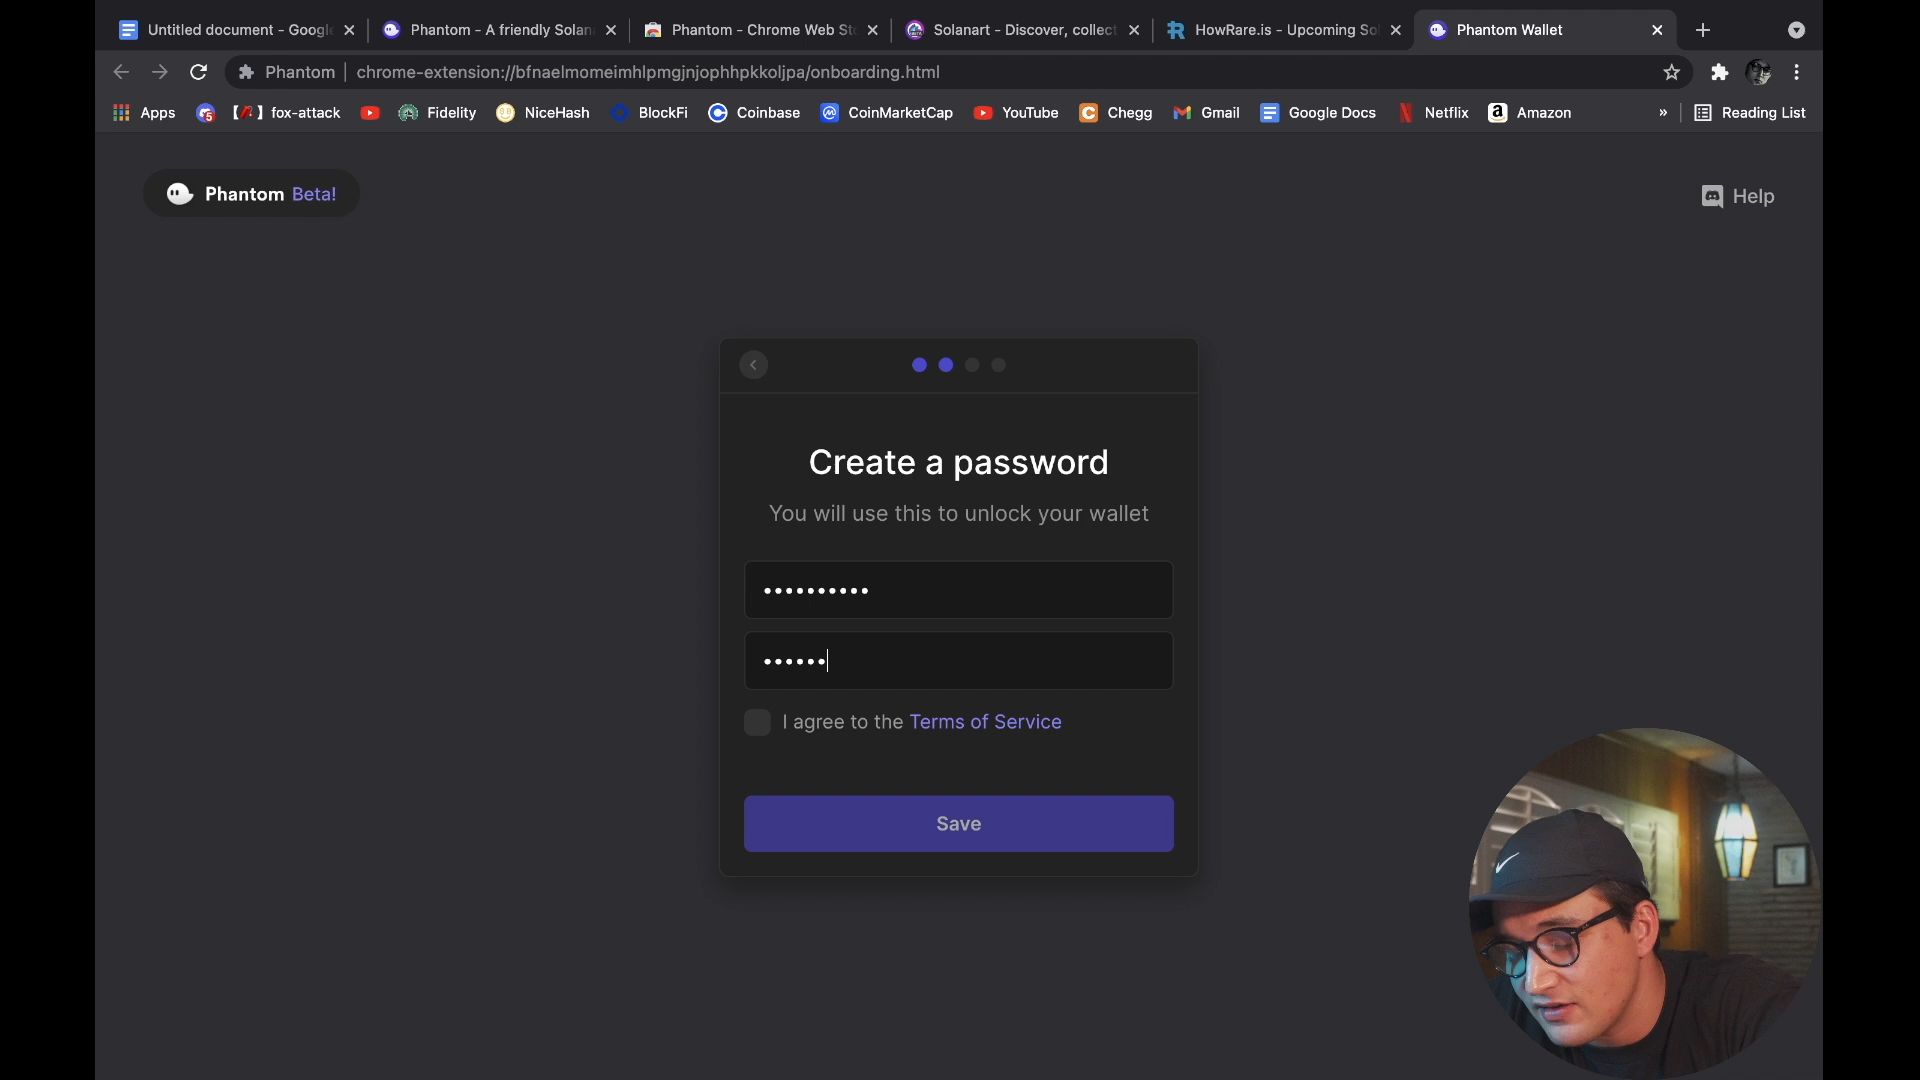 Untitled document - Googl
Phantom - A friendly Solan
Phantom - Chrome Web St
Solanart - Discover, collect
HowRare.is - Upcoming So
Phantom Wallet
Phantom | chrome-extension://bfnaelmomeimhlpmgjnjophhpkkoljpa/onboarding.html
Apps
5
【 】 fox-attack
Fidelity
NiceHash
BlockFi
Coinbase
CoinMarketCap
YouTube
Chegg
Gmail
Google Docs
Netflix
Amazon
»
Reading List
Phantom Beta!
Help
Create a password
You will use this to unlock your wallet
••••••••••
••••••
I agree to the Terms of Service
Save